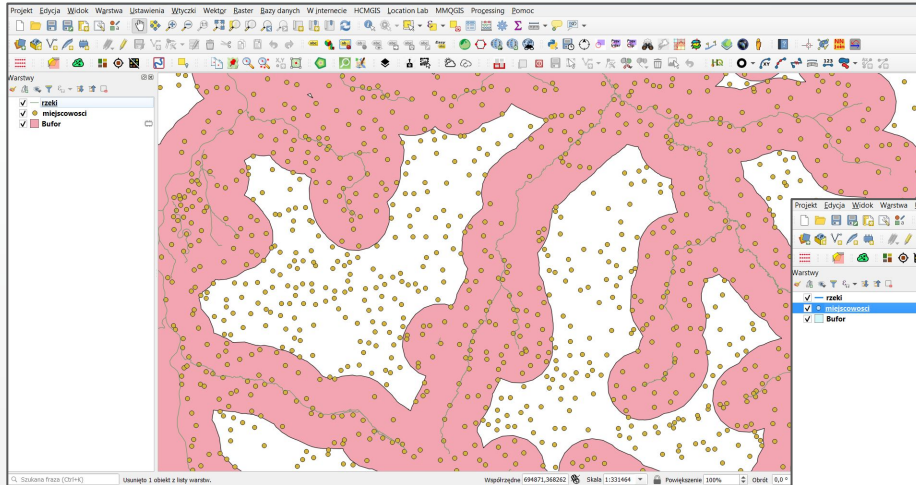 Projekt Edycja Widok Warstwa Ustawienia Wtyczki Wektor Raster Bazy danych W internecie HCMGIS Location Lab MMQGIS Processing Pomoc
Warstwy
rzeki
miejscowosci
Bufor
Szukana fraza (Ctrl+K)
Usunięto 1 obiekt z listy warstw.
Współrzędne 694871,368262 Skala 1:331464 Powiększenie 100% Obrót 0,0 °
Projekt Edycja Widok Warstwa
Warstwy
rzeki
miejscowosci
Bufor